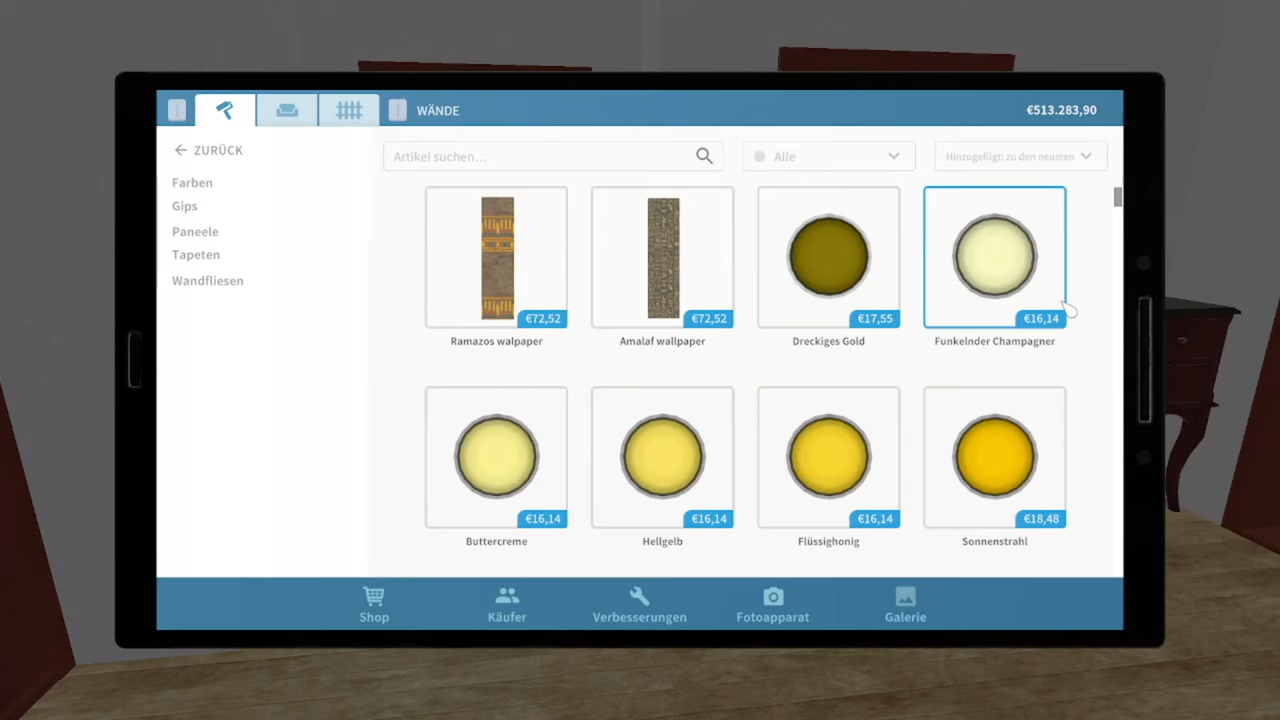 WÄNDE
€513.283,90
ZURÜCK
Farben
Gips
Paneele
Tapeten
Wandfliesen
Artikel suchen...
Alle
Hinzugefügt: zu den neusten
€72,52
€72,52
€17,55
€16,14
Ramazos walpaper
Amalaf wallpaper
Dreckiges Gold
Funkelnder Champagner
€16,14
€16,14
€16,14
€18,48
Buttercreme
Hellgelb
Flüssighonig
Sonnenstrahl
Shop
Käufer
Verbesserungen
Fotoapparat
Galerie